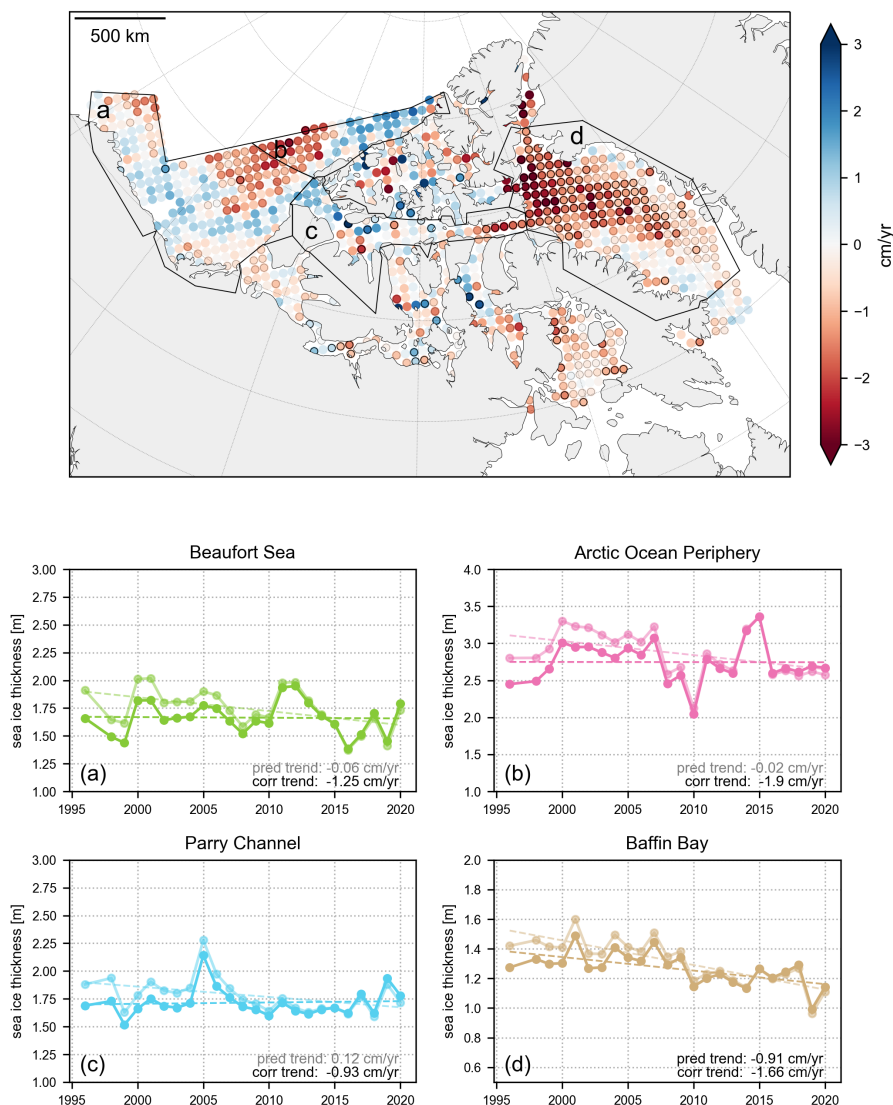 500 km
a
b
c
d
3
2
1
0
−1
−2
−3
cm/yr
Beaufort Sea
sea ice thickness [m]
3.00
2.75
2.50
2.25
2.00
1.75
1.50
1.25
1.00
(a)
pred trend: -0.06 cm/yr
corr trend: -1.25 cm/yr
1995 2000 2005 2010 2015 2020
Arctic Ocean Periphery
sea ice thickness [m]
4.0
3.5
3.0
2.5
2.0
1.5
1.0
(b)
pred trend: -0.02 cm/yr
corr trend: -1.9 cm/yr
1995 2000 2005 2010 2015 2020
Parry Channel
sea ice thickness [m]
3.00
2.75
2.50
2.25
2.00
1.75
1.50
1.25
1.00
(c)
pred trend: 0.12 cm/yr
corr trend: -0.93 cm/yr
1995 2000 2005 2010 2015 2020
Baffin Bay
sea ice thickness [m]
2.0
1.8
1.6
1.4
1.2
1.0
0.8
0.6
(d)
pred trend: -0.91 cm/yr
corr trend: -1.66 cm/yr
1995 2000 2005 2010 2015 2020